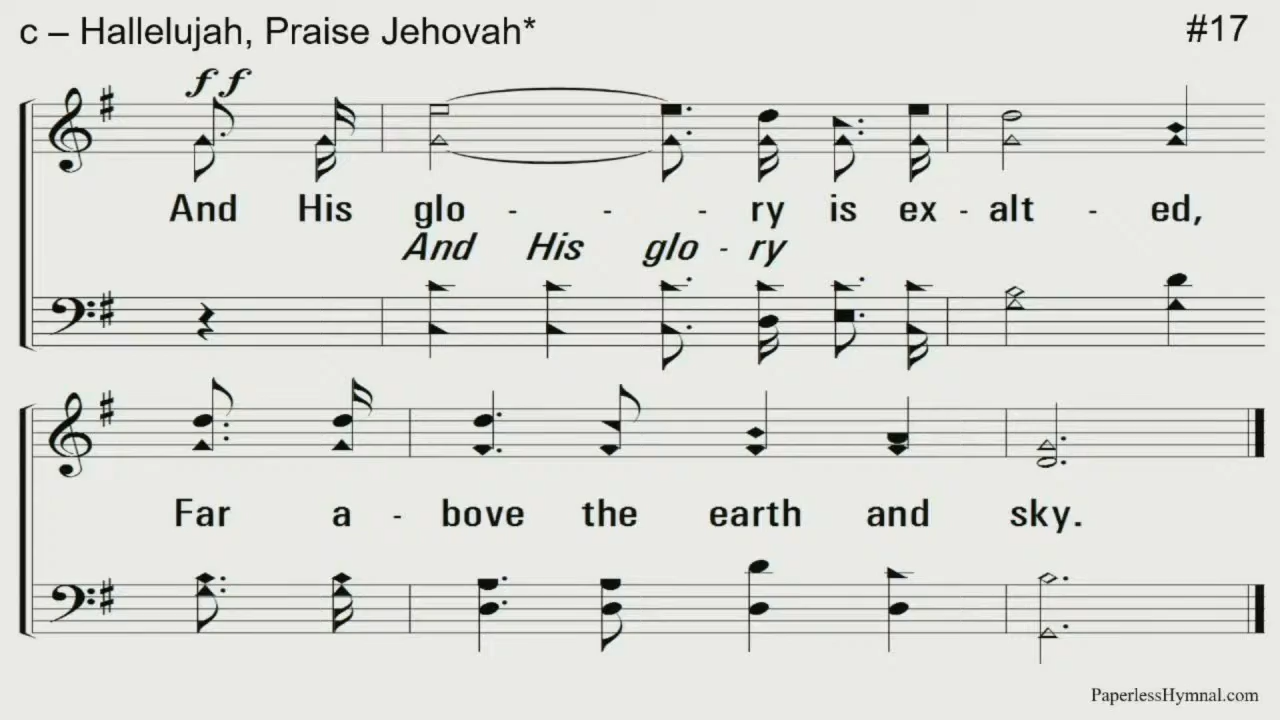 c – Hallelujah, Praise Jehovah*
#17
ff
And His glo - - - ry is ex - alt - ed,
And His glo - ry
Far a - bove the earth and sky.
PaperlessHymnal.com